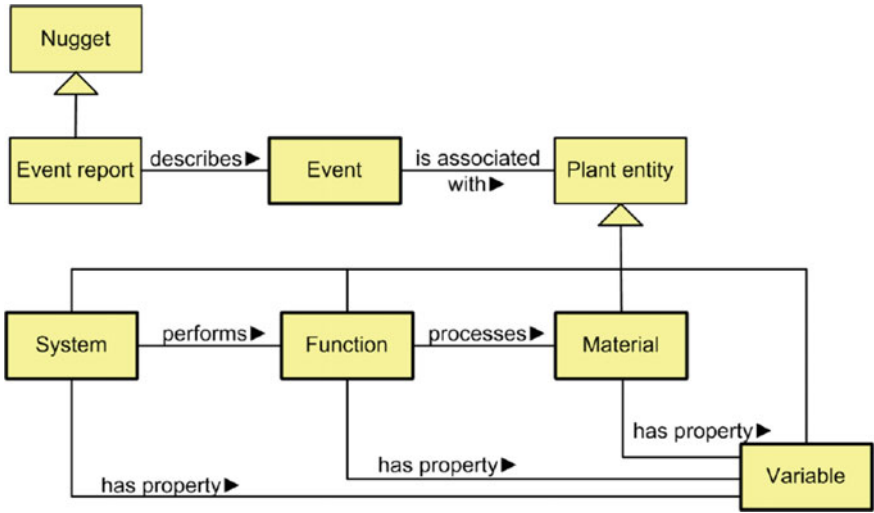 Nugget
Event report
describes►
Event
is associated
with►
Plant entity
System
performs►
Function
processes►
Material
has property►
has property►
has property►
Variable